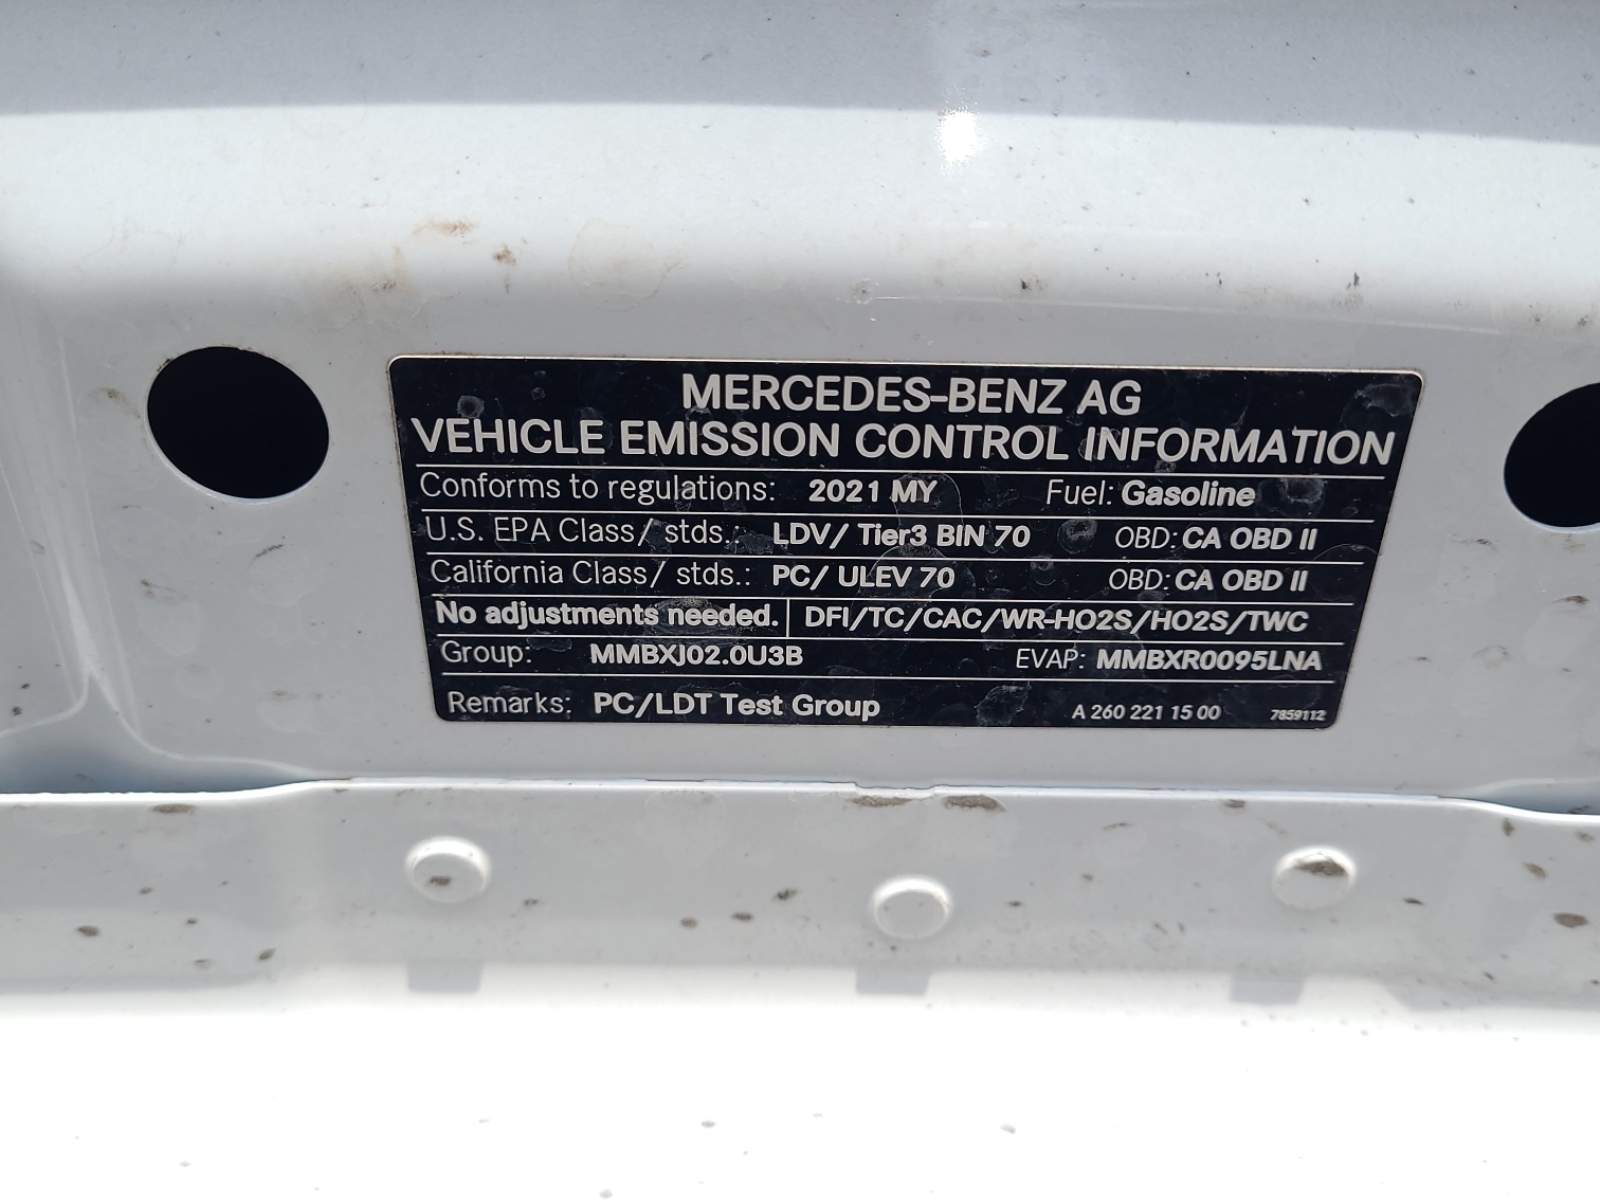 MERCEDES-BENZ AG
VEHICLE EMISSION CONTROL INFORMATION
Conforms to regulations: 2021 MY Fuel: Gasoline
U.S. EPA Class/ stds.: LDV/ Tier3 BIN 70 OBD: CA OBD II
California Class/ stds.: PC/ ULEV 70 OBD: CA OBD II
No adjustments needed. DFI/TC/CAC/WR-HO2S/HO2S/TWC
Group: MMBXJ02.0U3B EVAP: MMBXR0095LNA
Remarks: PC/LDT Test Group A 260 221 15 00 7859112